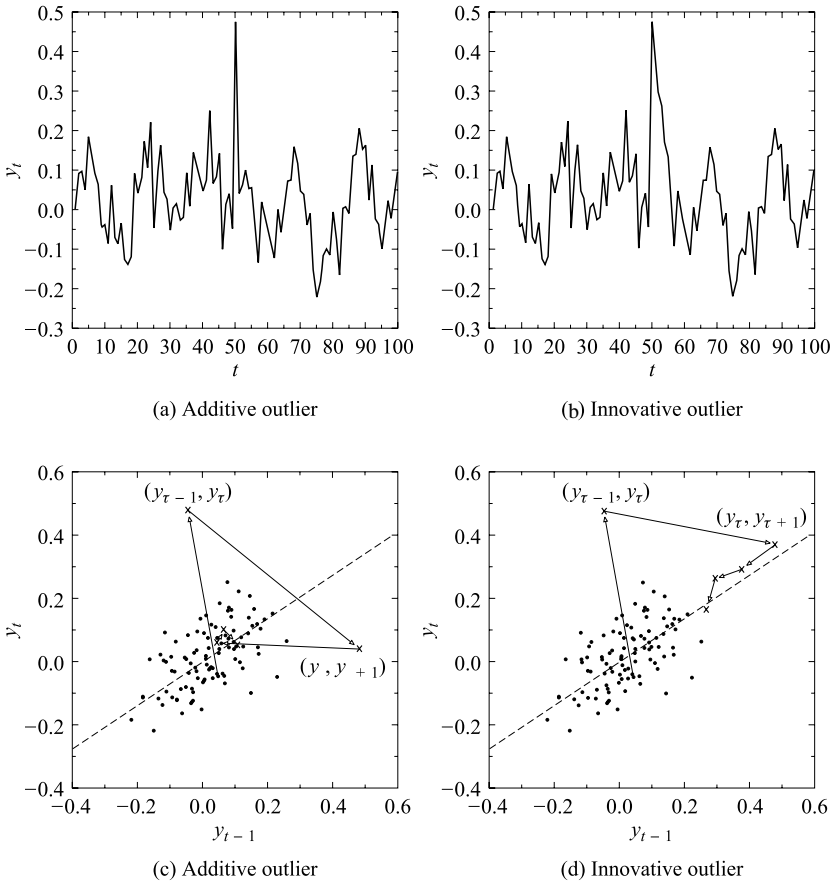 0.5
0.4
0.3
0.2
0.1
0.0
−0.1
−0.2
−0.3
y_t
0 10 20 30 40 50 60 70 80 90 100
t
(a) Additive outlier
0.5
0.4
0.3
0.2
0.1
0.0
−0.1
−0.2
−0.3
y_t
0 10 20 30 40 50 60 70 80 90 100
t
(b) Innovative outlier
0.6
0.4
0.2
0.0
−0.2
−0.4
y_t
(y_{τ − 1}, y_τ)
(y , y _{+ 1})
−0.4 −0.2 0.0 0.2 0.4 0.6
y_{t − 1}
(c) Additive outlier
0.6
0.4
0.2
0.0
−0.2
−0.4
y_t
(y_{τ − 1}, y_τ)
(y_τ, y_{τ + 1})
−0.4 −0.2 0.0 0.2 0.4 0.6
y_{t − 1}
(d) Innovative outlier